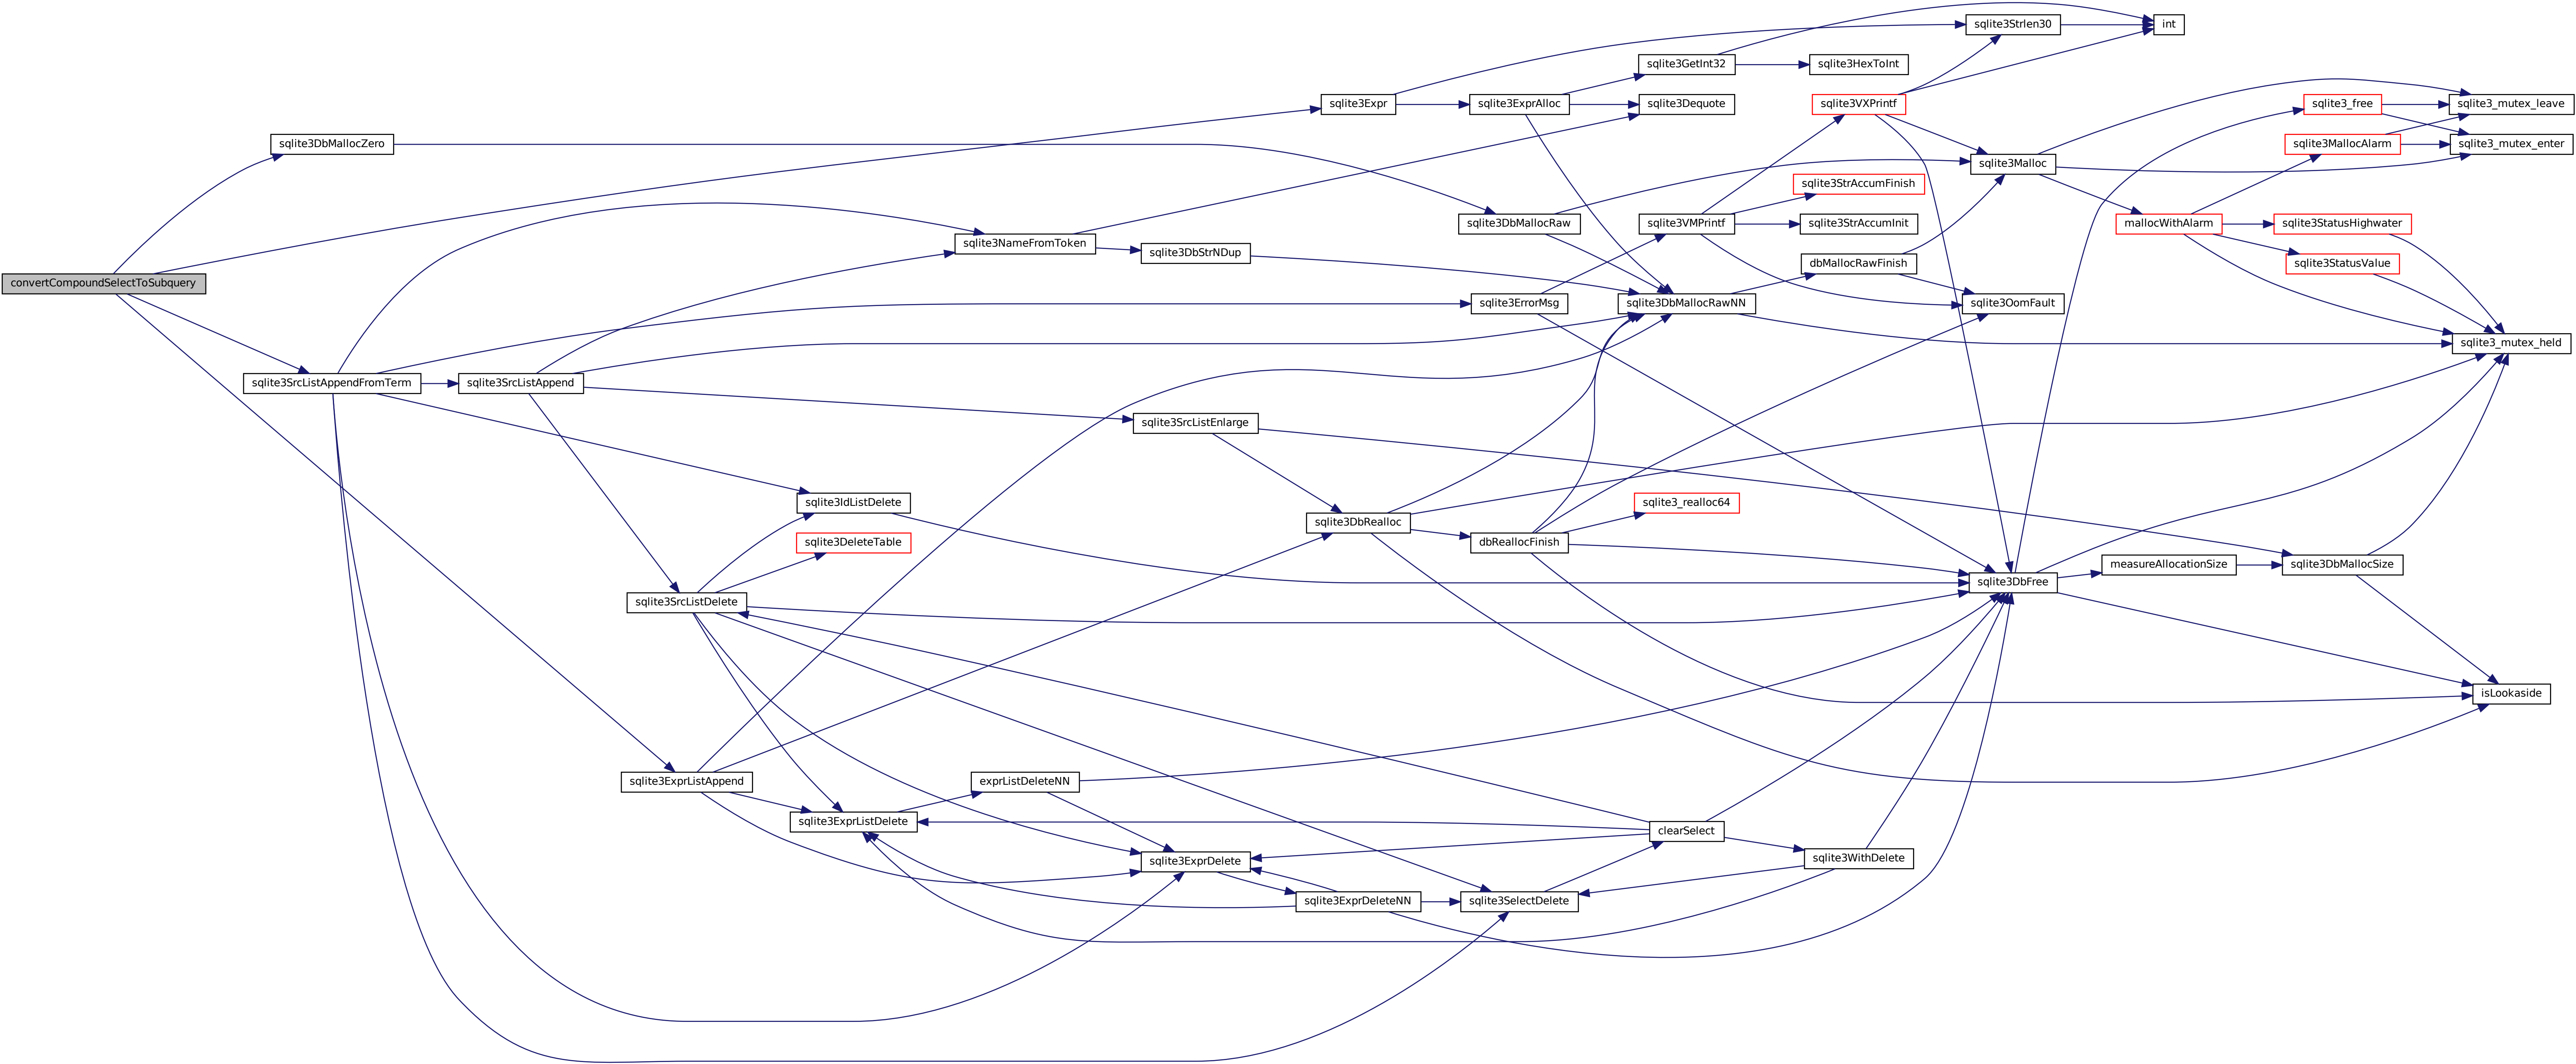 convertCompoundSelectToSubquery
sqlite3DbMallocZero
sqlite3SrcListAppendFromTerm
sqlite3SrcListAppend
sqlite3SrcListDelete
sqlite3ExprListAppend
sqlite3IdListDelete
sqlite3DeleteTable
sqlite3ExprListDelete
sqlite3NameFromToken
exprListDeleteNN
sqlite3DbStrNDup
sqlite3SrcListEnlarge
sqlite3ExprDelete
sqlite3Expr
sqlite3DbRealloc
sqlite3ExprDeleteNN
sqlite3ExprAlloc
sqlite3DbMallocRaw
sqlite3ErrorMsg
dbReallocFinish
sqlite3SelectDelete
sqlite3GetInt32
sqlite3Dequote
sqlite3VMPrintf
sqlite3DbMallocRawNN
sqlite3_realloc64
clearSelect
sqlite3HexToInt
sqlite3VXPrintf
sqlite3StrAccumFinish
sqlite3StrAccumInit
dbMallocRawFinish
sqlite3WithDelete
sqlite3Strlen30
sqlite3Malloc
sqlite3OomFault
sqlite3DbFree
int
mallocWithAlarm
measureAllocationSize
sqlite3_free
sqlite3MallocAlarm
sqlite3StatusHighwater
sqlite3StatusValue
sqlite3DbMallocSize
sqlite3_mutex_leave
sqlite3_mutex_enter
sqlite3_mutex_held
isLookaside